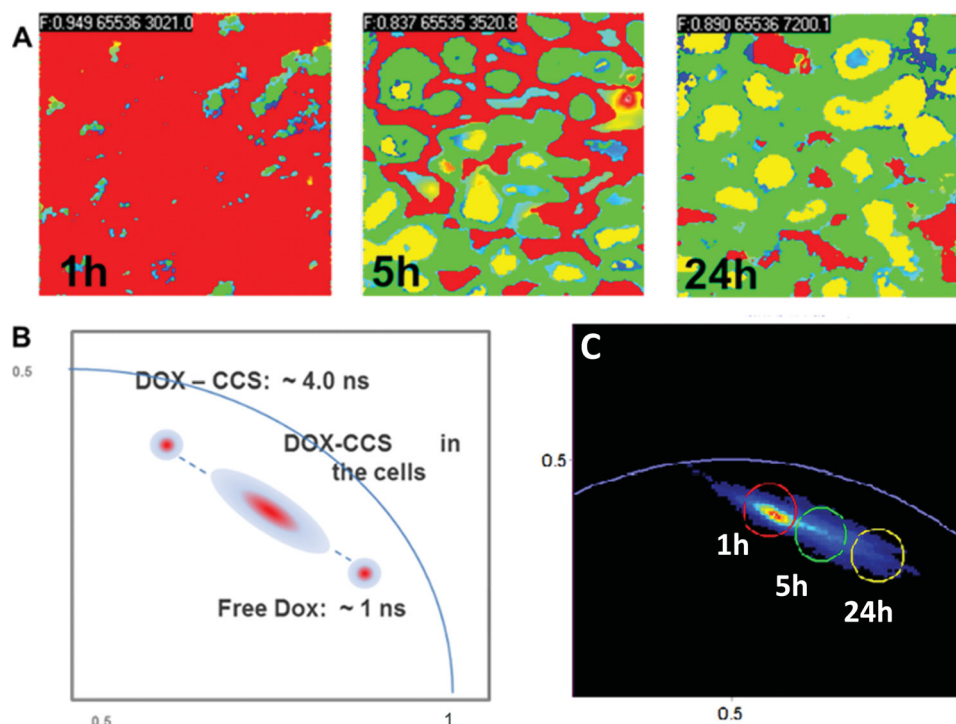 A
F:0.949 65536 3021.0
F:0.837 65535 3520.8
F:0.890 65536 7200.1
1h
5h
24h
B
0.5
DOX – CCS: ~ 4.0 ns
DOX-CCS in
the cells
Free Dox: ~ 1 ns
0.5
1
C
0.5
1h
5h
24h
0.5